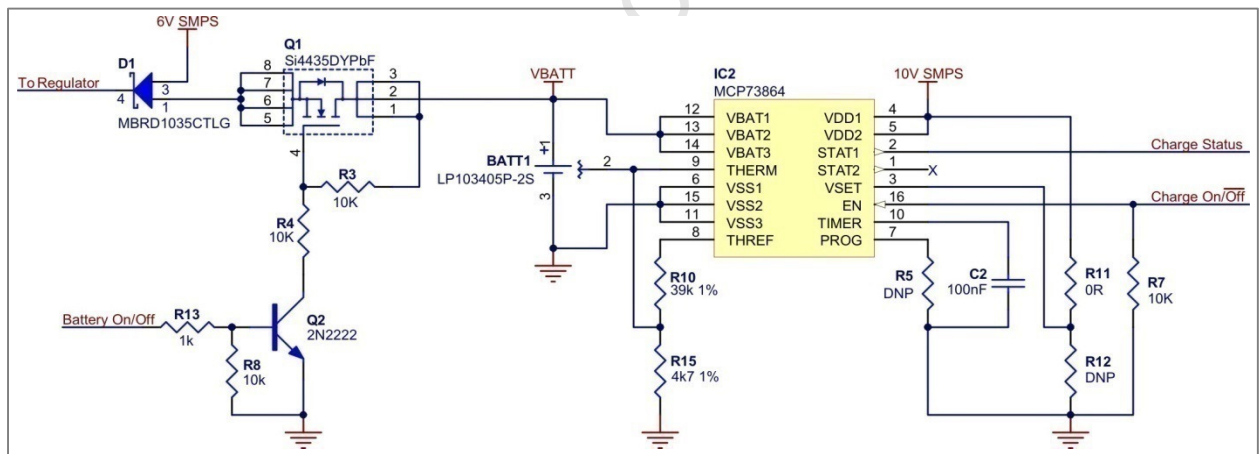 6V SMPS
D1
To Regulator
4
3
1
MBRD1035CTLG
Q1
Si4435DYPbF
8
7
6
5
3
2
1
4
R3
10K
R4
10K
Battery On/Off
R13
1k
R8
10k
Q2
2N2222
VBATT
+1
BATT1
LP103405P-2S
2
3
IC2
MCP73864
12 VBAT1 VDD1 4
13 VBAT2 VDD2 5
14 VBAT3 STAT1 2
9 THERM STAT2 1 X
6 VSS1 VSET 3
15 VSS2 EN 16
11 VSS3 TIMER 10
8 THREF PROG 7
10V SMPS
Charge Status
Charge On/Off
R10
39k 1%
R15
4k7 1%
R5
DNP
C2
100nF
R11
0R
R7
10K
R12
DNP